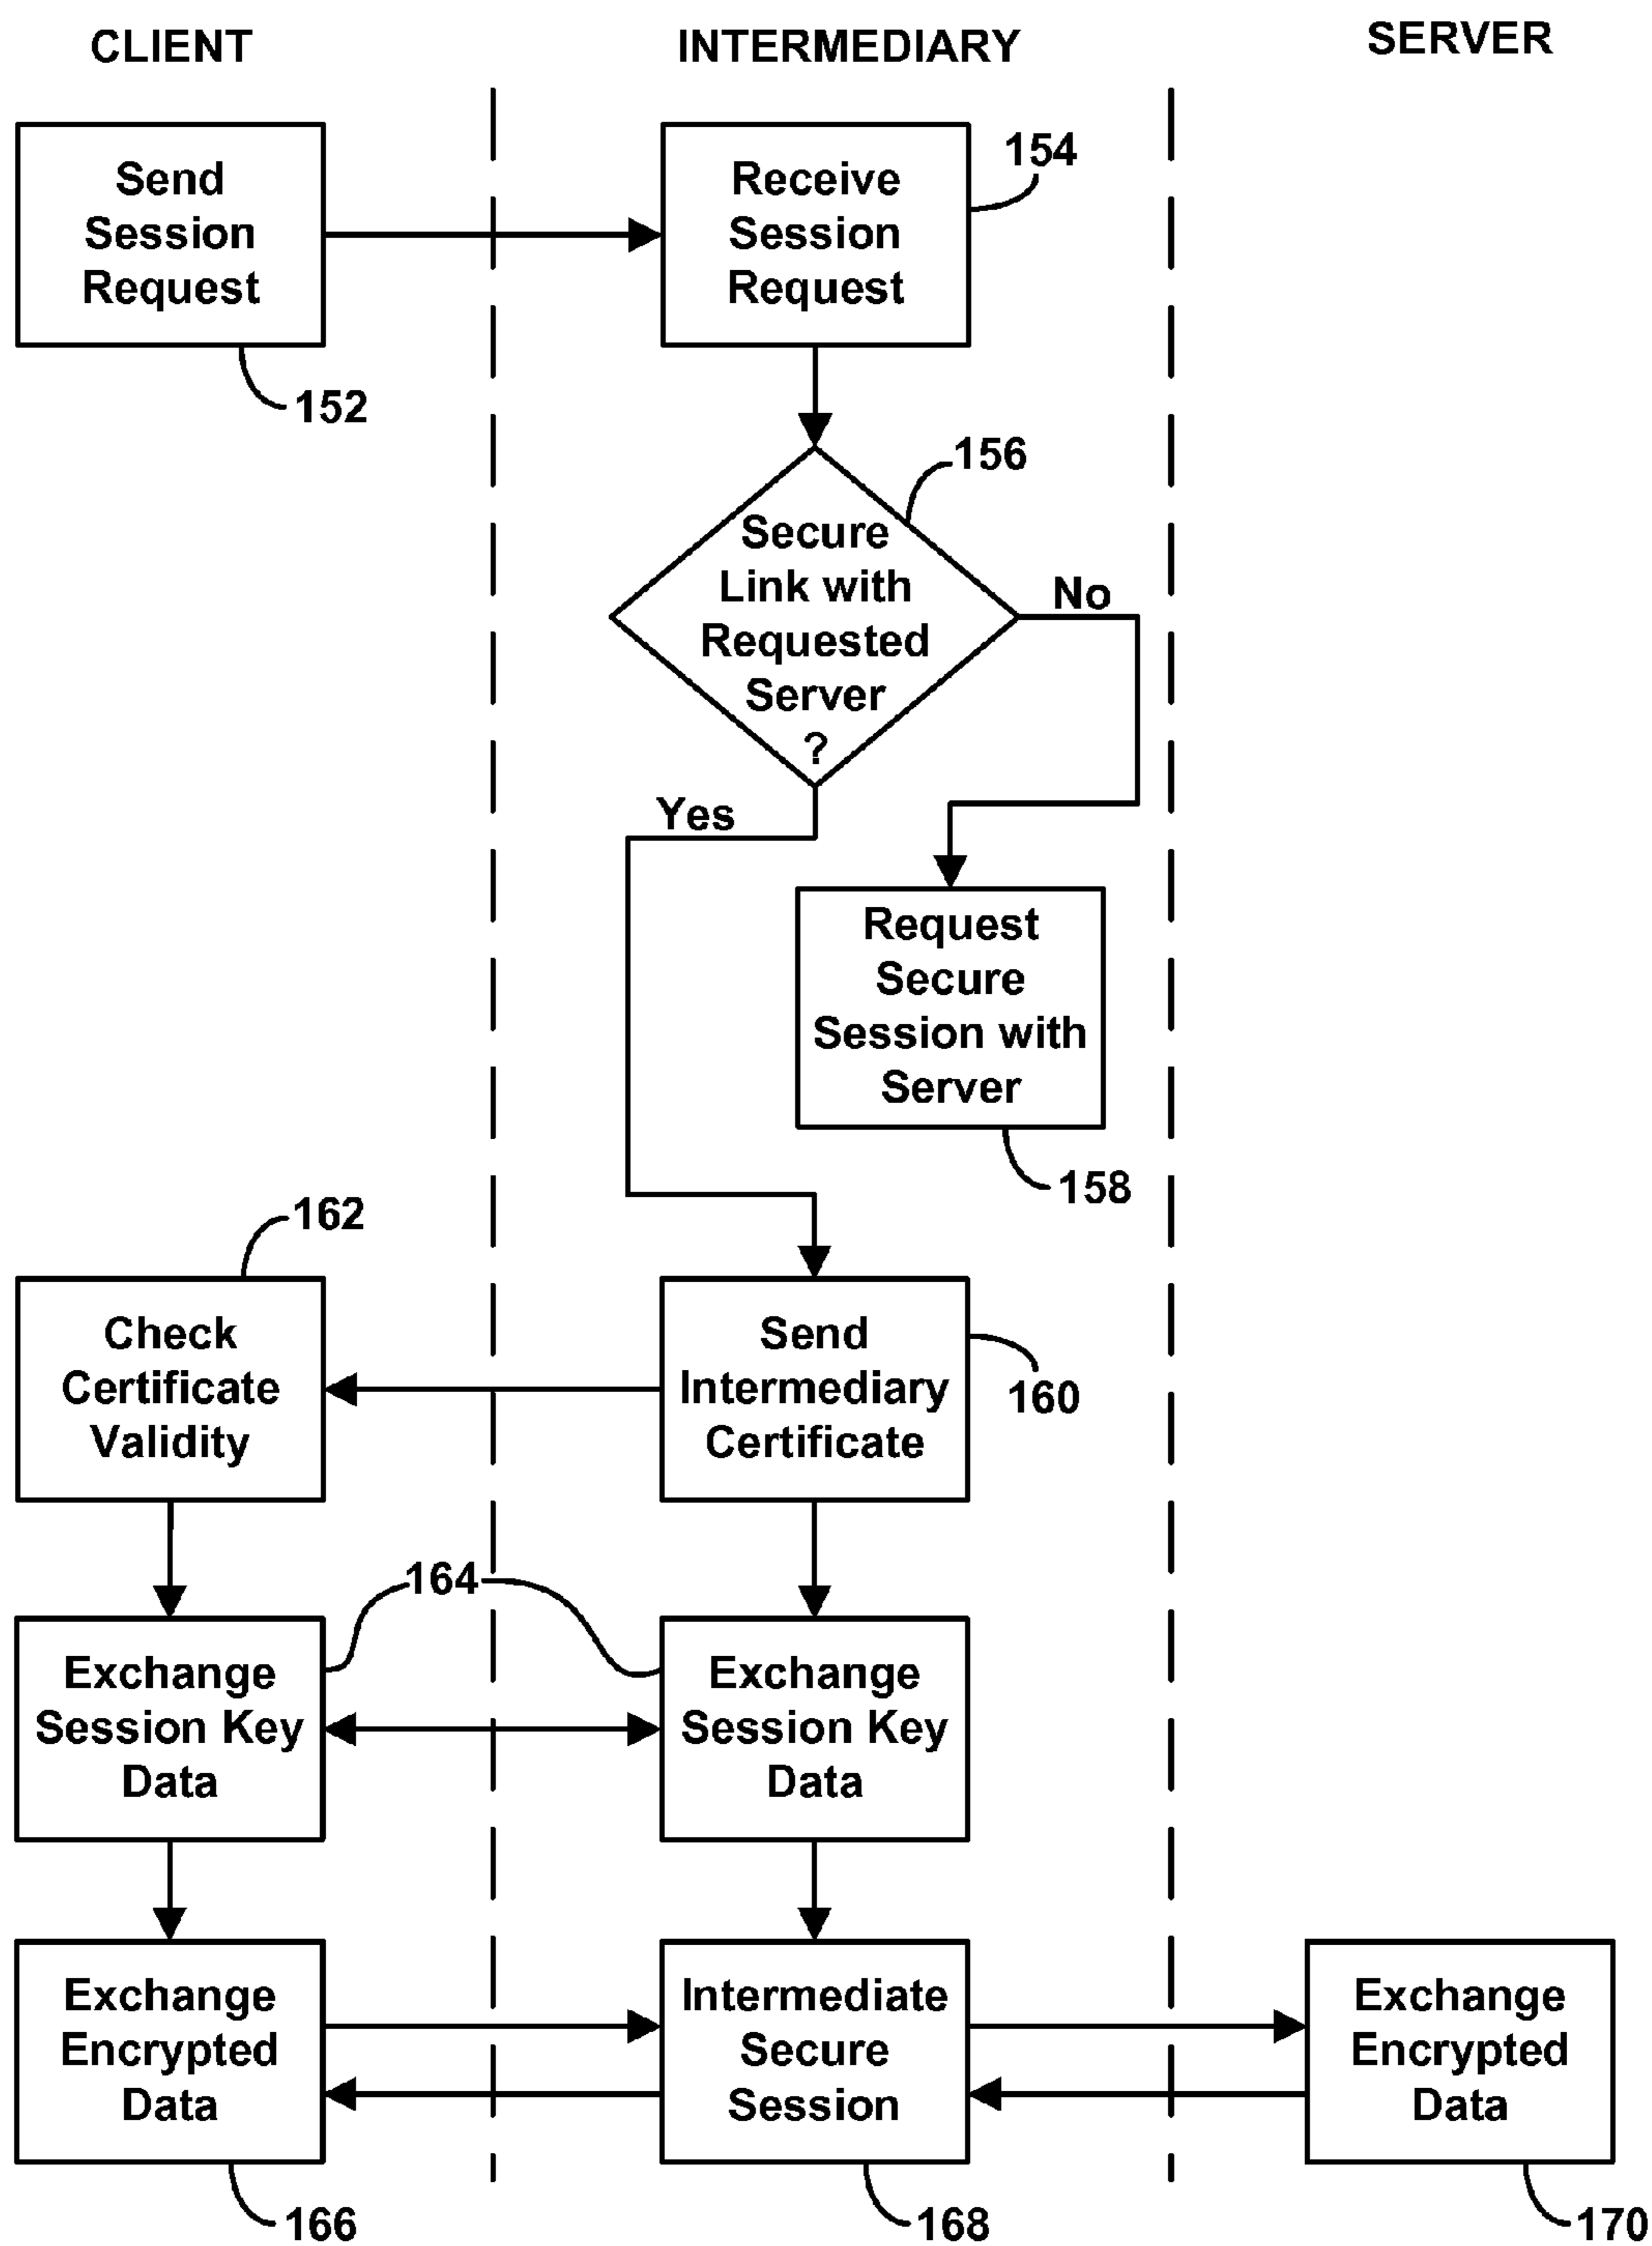 CLIENT
INTERMEDIARY
SERVER
Send
Session
Request
152
Receive
Session
Request
154
156
Secure
Link with
Requested
Server
?
No
Yes
Request
Secure
Session with
Server
158
162
Check
Certificate
Validity
Send
Intermediary
Certificate
160
164
Exchange
Session Key
Data
Exchange
Session Key
Data
Exchange
Encrypted
Data
166
Intermediate
Secure
Session
168
Exchange
Encrypted
Data
170